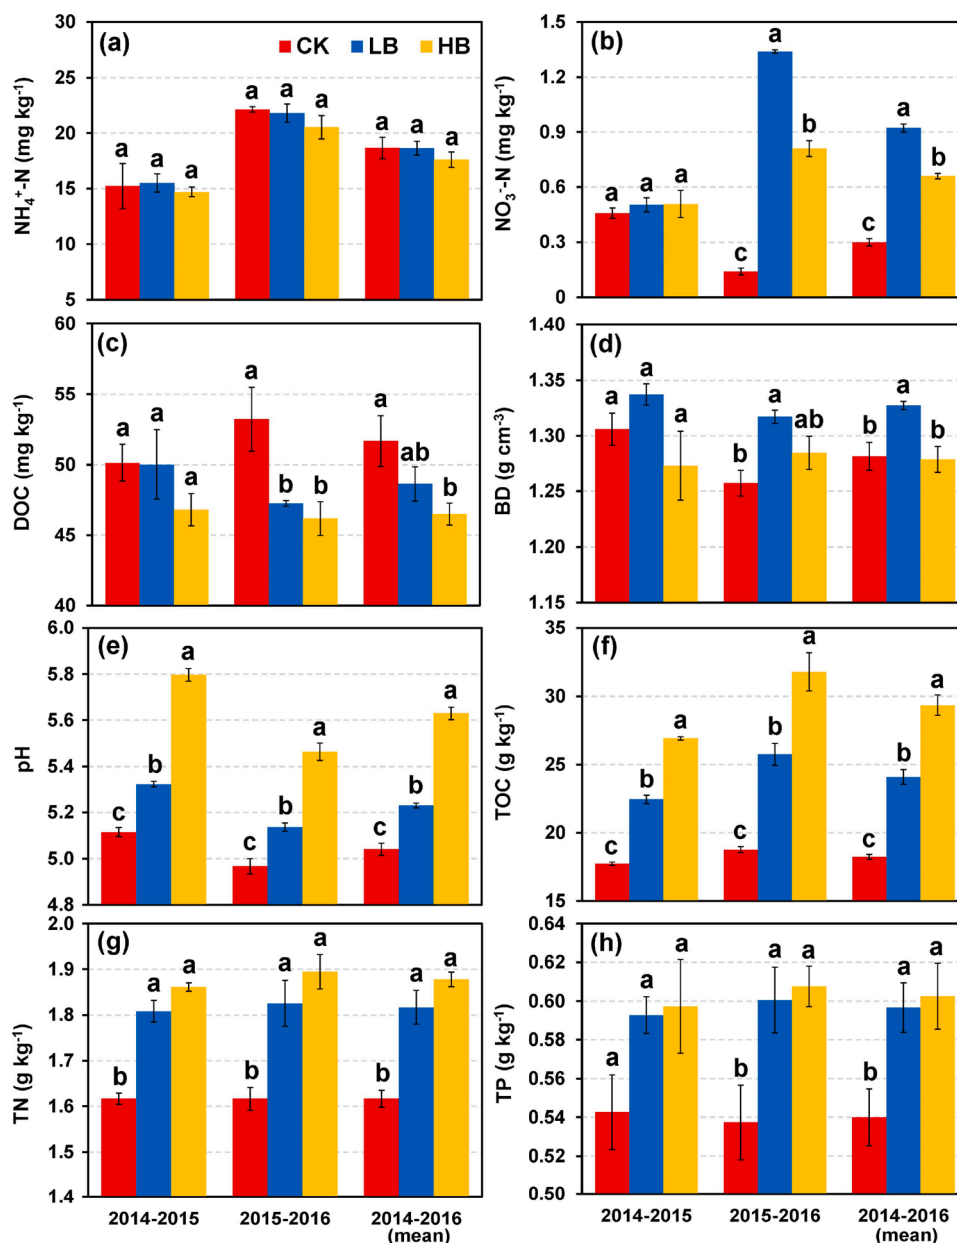 (a) CK LB HB
NH₄⁺-N (mg kg⁻¹)
30
25
20
15
10
5
a a a a a a a a a
(b)
NO₃⁻-N (mg kg⁻¹)
1.5
1.2
0.9
0.6
0.3
0
a a a c a b c a b
(c)
DOC (mg kg⁻¹)
60
55
50
45
40
a a a a b b a ab b
(d)
BD (g cm⁻³)
1.40
1.35
1.30
1.25
1.20
1.15
a a a b a ab b a b
(e)
pH
6.0
5.8
5.6
5.4
5.2
5.0
4.8
c b a c b a c b a
(f)
TOC (g kg⁻¹)
35
30
25
20
15
c b a c b a c b a
(g)
TN (g kg⁻¹)
2.0
1.9
1.8
1.7
1.6
1.5
1.4
b a a b a a b a a
(h)
TP (g kg⁻¹)
0.64
0.62
0.60
0.58
0.56
0.54
0.52
0.50
a a a b a a b a a
2014-2015 2015-2016 2014-2016
(mean)
2014-2015 2015-2016 2014-2016
(mean)